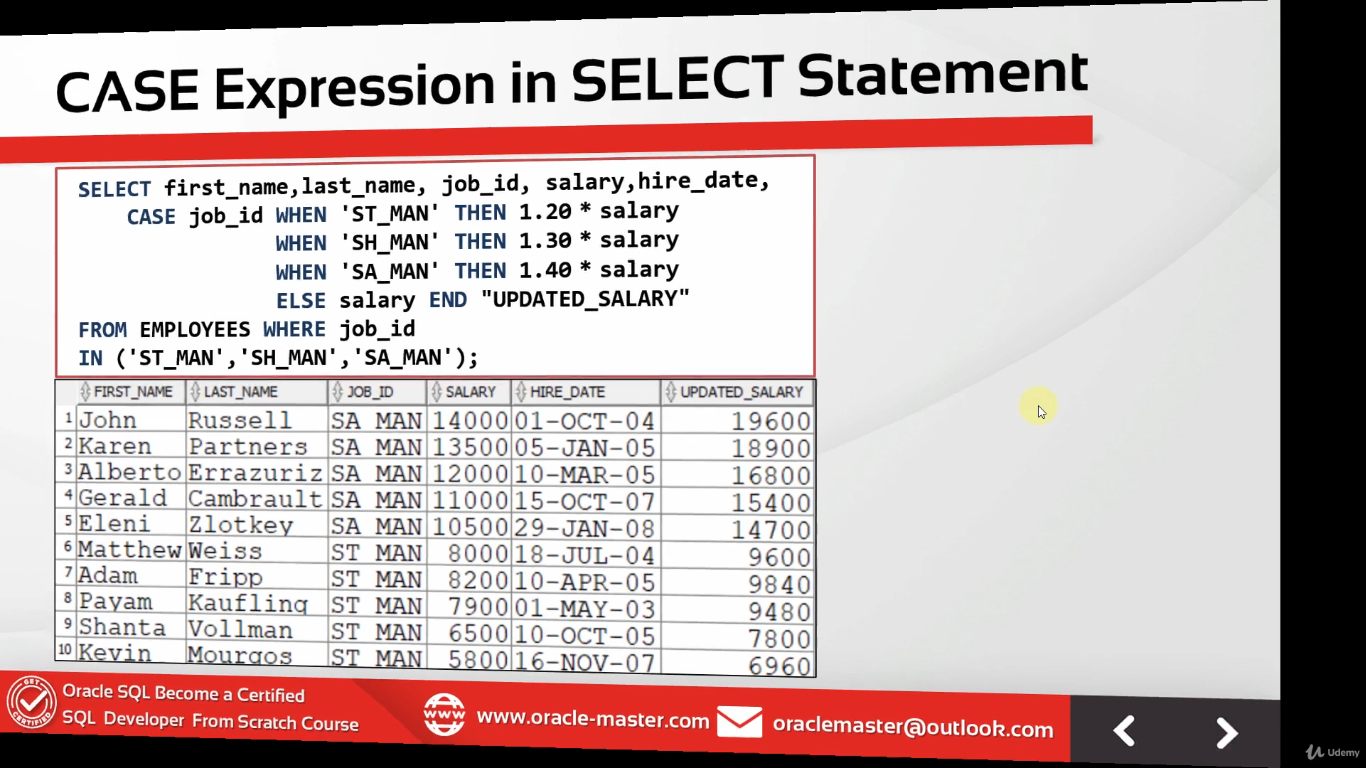 CASE Expression in SELECT Statement
SELECT first_name,last_name, job_id, salary,hire_date,
CASE job_id WHEN 'ST_MAN' THEN 1.20 * salary
WHEN 'SH_MAN' THEN 1.30 * salary
WHEN 'SA_MAN' THEN 1.40 * salary
ELSE salary END "UPDATED_SALARY"
FROM EMPLOYEES WHERE job_id
IN ('ST_MAN','SH_MAN','SA_MAN');
FIRST_NAME LAST_NAME JOB_ID SALARY HIRE_DATE UPDATED_SALARY
1 John Russell SA_MAN 14000 01-OCT-04 19600
2 Karen Partners SA_MAN 13500 05-JAN-05 18900
3 Alberto Errazuriz SA_MAN 12000 10-MAR-05 16800
4 Gerald Cambrault SA_MAN 11000 15-OCT-07 15400
5 Eleni Zlotkey SA_MAN 10500 29-JAN-08 14700
6 Matthew Weiss ST_MAN 8000 18-JUL-04 9600
7 Adam Fripp ST_MAN 8200 10-APR-05 9840
8 Payam Kaufling ST_MAN 7900 01-MAY-03 9480
9 Shanta Vollman ST_MAN 6500 10-OCT-05 7800
10 Kevin Mourgos ST_MAN 5800 16-NOV-07 6960
GET CERTIFIED
Oracle SQL Become a Certified
SQL Developer From Scratch Course
WWW
www.oracle-master.com
oraclemaster@outlook.com
Udemy